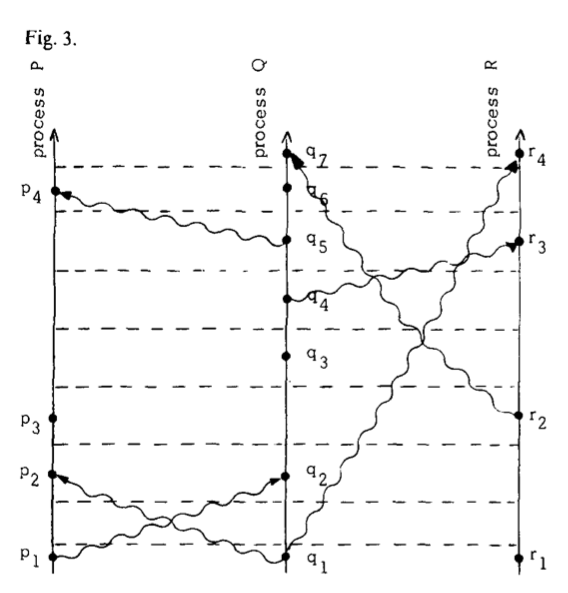 Fig. 3.
process P
process Q
process R
q7
r4
p4
q6
q5
r3
q4
q3
p3
r2
p2
q2
p1
q1
r1